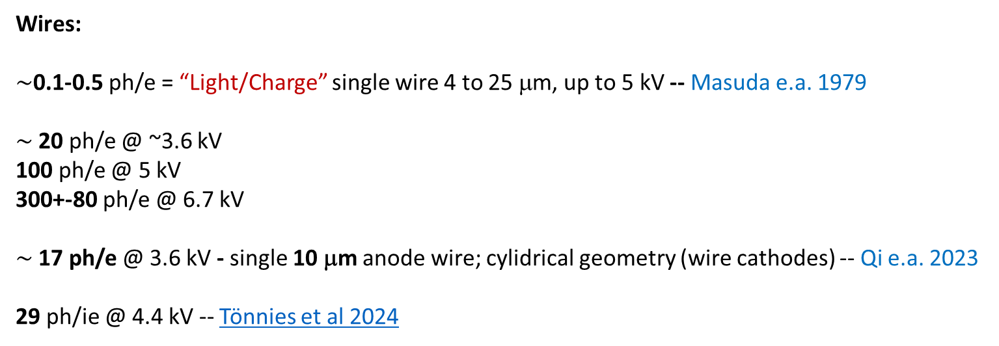 Wires:
~0.1-0.5 ph/e = “Light/Charge” single wire 4 to 25 μm, up to 5 kV -- Masuda e.a. 1979
~ 20 ph/e @ ~3.6 kV
100 ph/e @ 5 kV
300+-80 ph/e @ 6.7 kV
~ 17 ph/e @ 3.6 kV - single 10 μm anode wire; cylidrical geometry (wire cathodes) -- Qi e.a. 2023
29 ph/ie @ 4.4 kV -- Tönnies et al 2024